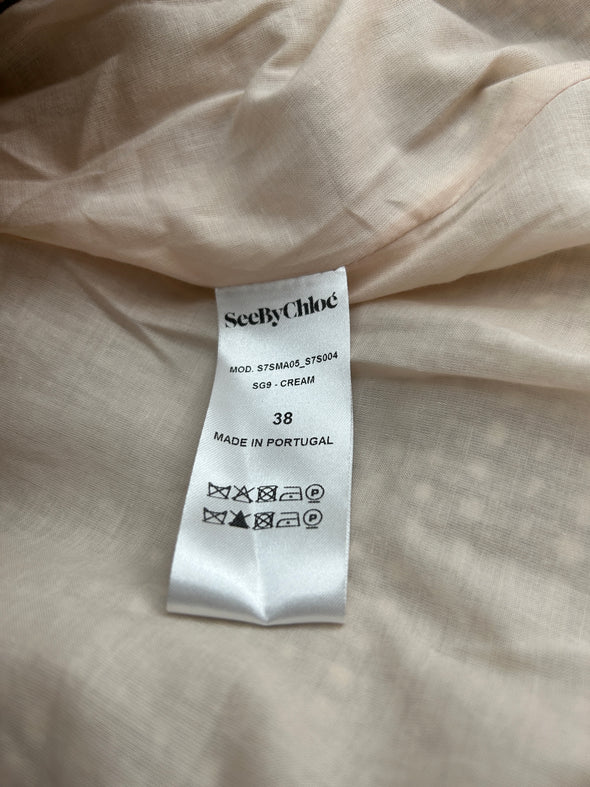 SeeByChloé
MOD. S7SMA05_S7S004
SG9 - CREAM
38
MADE IN PORTUGAL
P
P